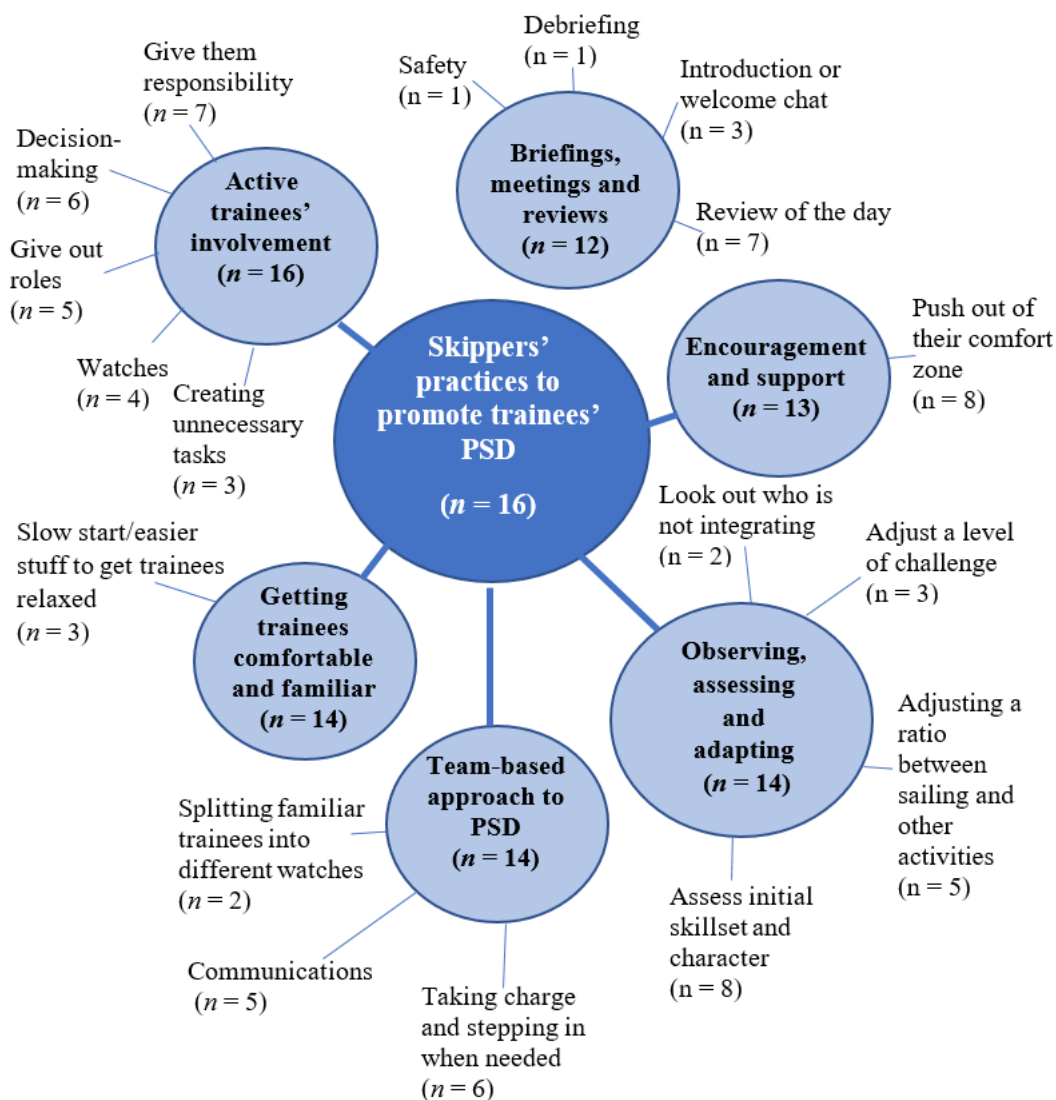 Give them
responsibility
(n = 7)
Decision-
making
(n = 6)
Give out
roles
(n = 5)
Watches
(n = 4)
Creating
unnecessary
tasks
(n = 3)
Active
trainees’
involvement
(n = 16)
Safety
(n = 1)
Debriefing
(n = 1)
Introduction or
welcome chat
(n = 3)
Review of the day
(n = 7)
Briefings,
meetings and
reviews
(n = 12)
Skippers’
practices to
promote trainees’
PSD
(n = 16)
Encouragement
and support
(n = 13)
Push out of
their comfort
zone
(n = 8)
Look out who is
not integrating
(n = 2)
Adjust a level
of challenge
(n = 3)
Observing,
assessing
and
adapting
(n = 14)
Adjusting a
ratio
between
sailing and
other
activities
(n = 5)
Assess initial
skillset and
character
(n = 8)
Slow start/easier
stuff to get trainees
relaxed
(n = 3)
Getting
trainees
comfortable
and familiar
(n = 14)
Team-based
approach to
PSD
(n = 14)
Splitting familiar
trainees into
different watches
(n = 2)
Communications
(n = 5)
Taking charge
and stepping in
when needed
(n = 6)